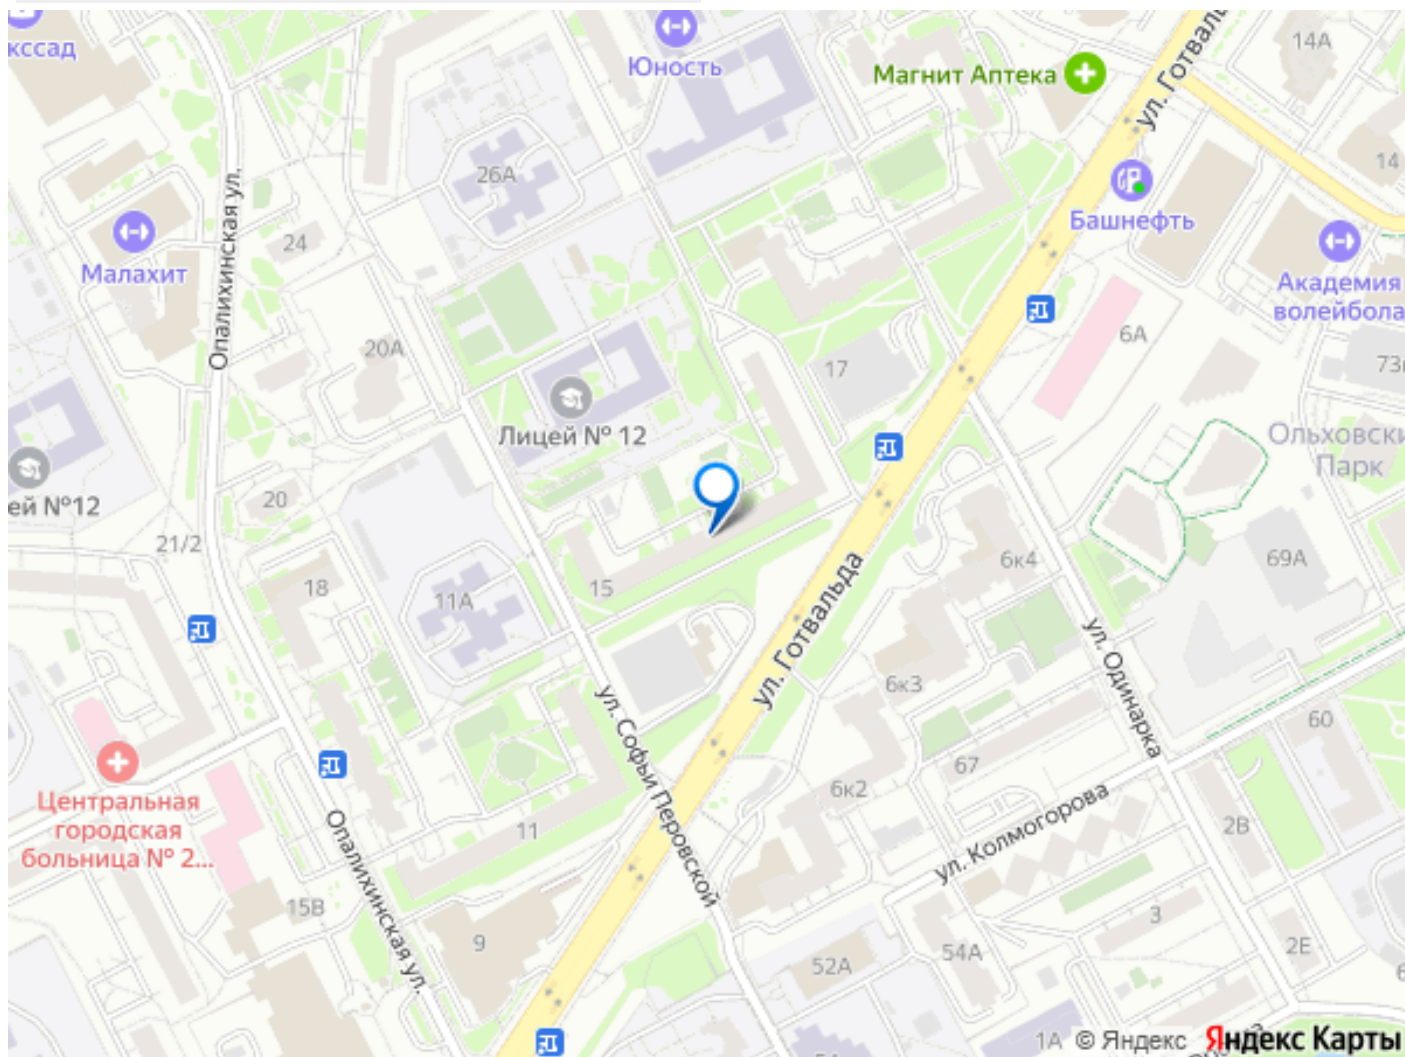 кссад
Юность
Магнит Аптека
ул. Готвал
14А
26А
14
Башнефть
Опалихинская ул.
24
Малахит
Академия
волейбола
6А
20А
17
73
Лицей № 12
Ольховски
Парк
ей №12
20
21/2
69А
6к4
18
11А
15
ул. Готвальда
ул. Одинарка
6к3
ул. Софьи Перовской
60
67
Центральная
городская
больница № 2...
6к2
ул. Колмогорова
2В
11
Опалихинская ул.
15В
3
9
54А
2Е
52А
6
1А
© Яндекс
Яндекс Карты